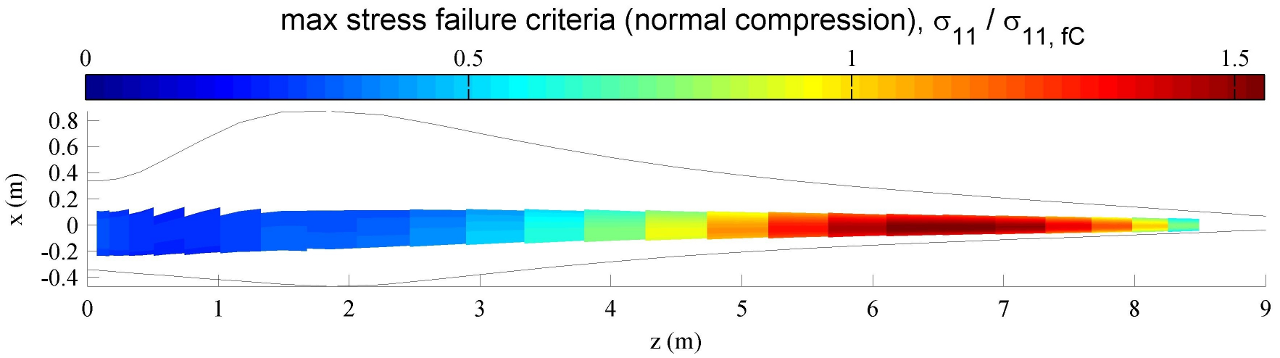 max stress failure criteria (normal compression), σ11 / σ11, fC
0 0.5 1 1.5
0.8
0.6
0.4
0.2
0
-0.2
-0.4
x (m)
0 1 2 3 4 5 6 7 8 9
z (m)